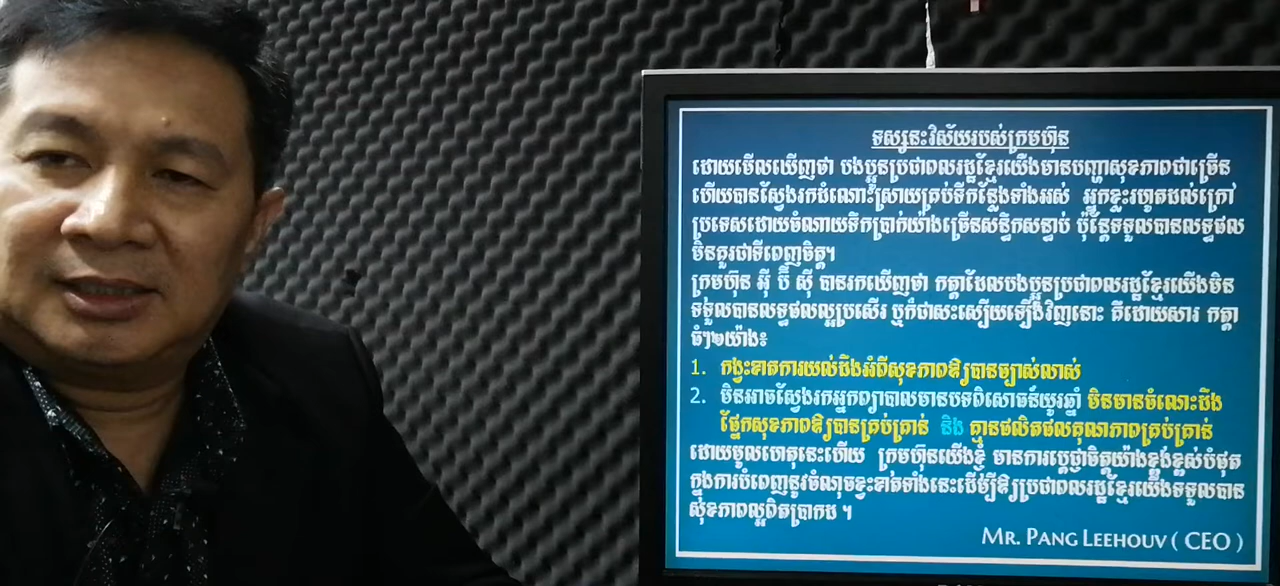 ទស្សនះវិស័យរបស់ក្រុមហ៊ុន
ដោយមើលឃើញថា បងប្អូនប្រជាពលរដ្ឋខ្មែរយើងមានបញ្ហាសុខភាពជាច្រើន
ហើយបានស្វែងរកដំណោះស្រាយគ្រប់ទីកន្លែងទាំងអស់ អ្នកខ្លះរហូតដល់ក្រៅ
ប្រទេសដោយចំណាយទឹកប្រាក់យ៉ាងច្រើនសន្ធឹកសន្ធាប់ ប៉ុន្តែទទួលបានលទ្ធផល
មិនគួរជាទីពេញចិត្ត។
ក្រុមហ៊ុន អ៊ី ប៊ី ស៊ី បានរកឃើញថា កត្តាដែលបងប្អូនប្រជាពលរដ្ឋខ្មែរយើងមិន
ទទួលបានលទ្ធផលល្អប្រសើរ ឬក៏ជាសះស្បើយឡើងវិញនោះ គឺដោយសារ កត្តា
ធំៗ២យ៉ាង៖
1. កង្វះខាតការយល់ដឹងអំពីសុខភាពឱ្យបានច្បាស់លាស់
2. មិនអាចស្វែងរកអ្នកព្យាបាលមានបទពិសោធន៍យូរឆ្នាំ មិនមានចំណេះដឹង
ផ្នែកសុខភាពឱ្យបានគ្រប់គ្រាន់ និង គ្មានផលិតផលគុណភាពគ្រប់គ្រាន់
ដោយមូលហេតុនេះហើយ ក្រុមហ៊ុនយើងខ្ញុំ មានការប្តេជ្ញាចិត្តយ៉ាងខ្ពង់ខ្ពស់បំផុត
ក្នុងការបំពេញនូវចំណុចខ្វះខាតទាំងនេះដើម្បីឱ្យប្រជាពលរដ្ឋខ្មែរយើងទទួលបាន
សុខភាពល្អពិតប្រាកដ ។
MR. PANG LEEHOUV ( CEO )